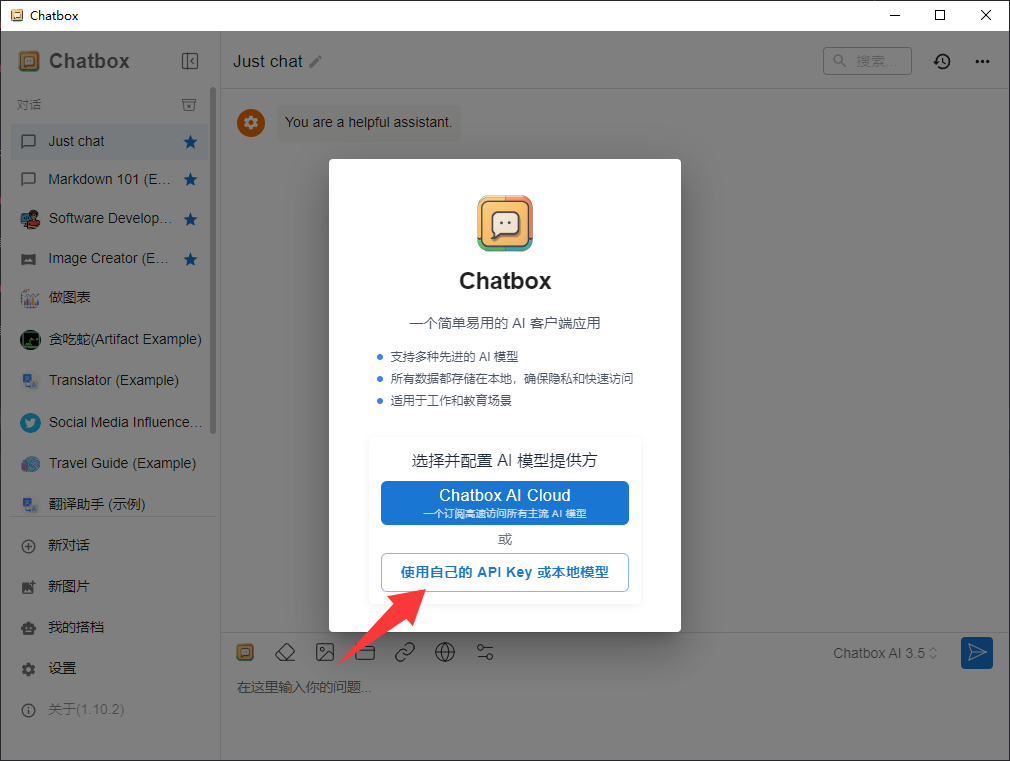 Chatbox
Chatbox
对话
Just chat
Markdown 101 (E...
Software Develop...
Image Creator (E...
做图表
贪吃蛇(Artifact Example)
Translator (Example)
Social Media Influence...
Travel Guide (Example)
翻译助手 (示例)
新对话
新图片
我的搭档
设置
关于(1.10.2)
Just chat
搜索...
You are a helpful assistant.
Chatbox
一个简单易用的 AI 客户端应用
支持多种先进的 AI 模型
所有数据都存储在本地，确保隐私和快速访问
适用于工作和教育场景
选择并配置 AI 模型提供方
Chatbox AI Cloud
一个订阅高速访问所有主流 AI 模型
或
使用自己的 API Key 或本地模型
Chatbox AI 3.5
在这里输入你的问题...